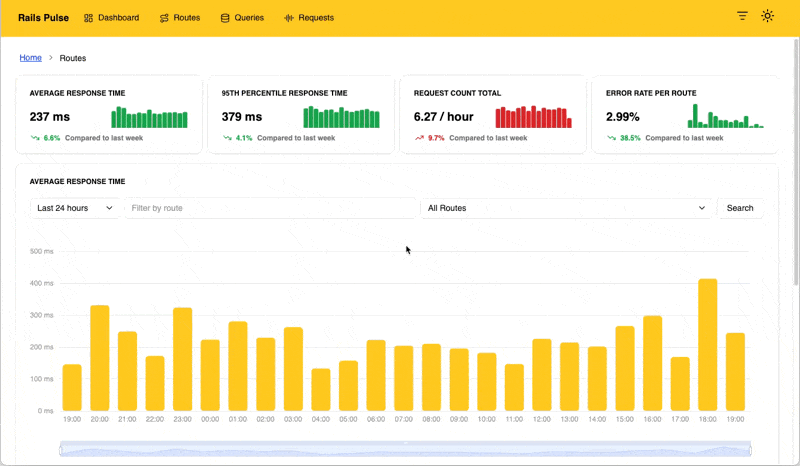 Rails Pulse Dashboard Routes Queries Requests
Home > Routes
AVERAGE RESPONSE TIME
237 ms
6.6% Compared to last week
95TH PERCENTILE RESPONSE TIME
379 ms
4.1% Compared to last week
REQUEST COUNT TOTAL
6.27 / hour
9.7% Compared to last week
ERROR RATE PER ROUTE
2.99%
38.5% Compared to last week
AVERAGE RESPONSE TIME
Last 24 hours Filter by route All Routes Search
500 ms
400 ms
300 ms
200 ms
100 ms
0 ms
19:00 20:00 21:00 22:00 23:00 00:00 01:00 02:00 03:00 04:00 05:00 06:00 07:00 08:00 09:00 10:00 11:00 12:00 13:00 14:00 15:00 16:00 17:00 18:00 19:00